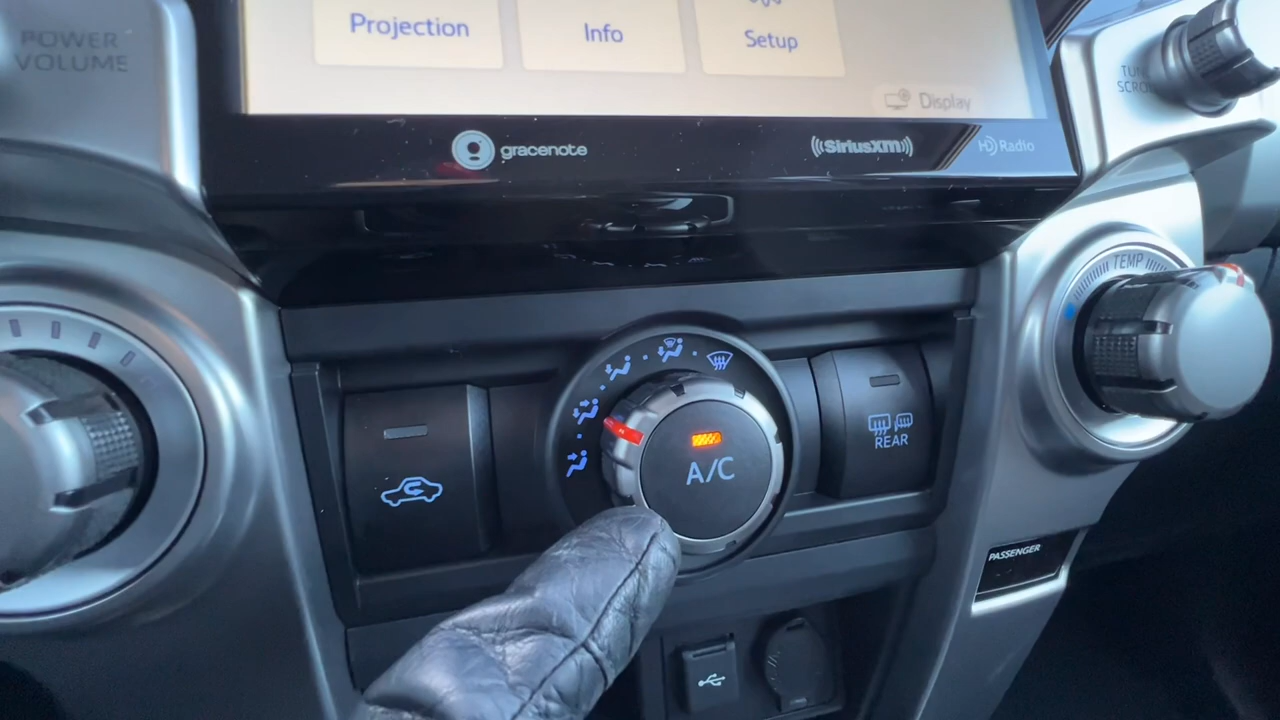 POWER
VOLUME
Projection
Info
Setup
Display
gracenote
SiriusXM
HD Radio
TEMP
A/C
REAR
PASSENGER